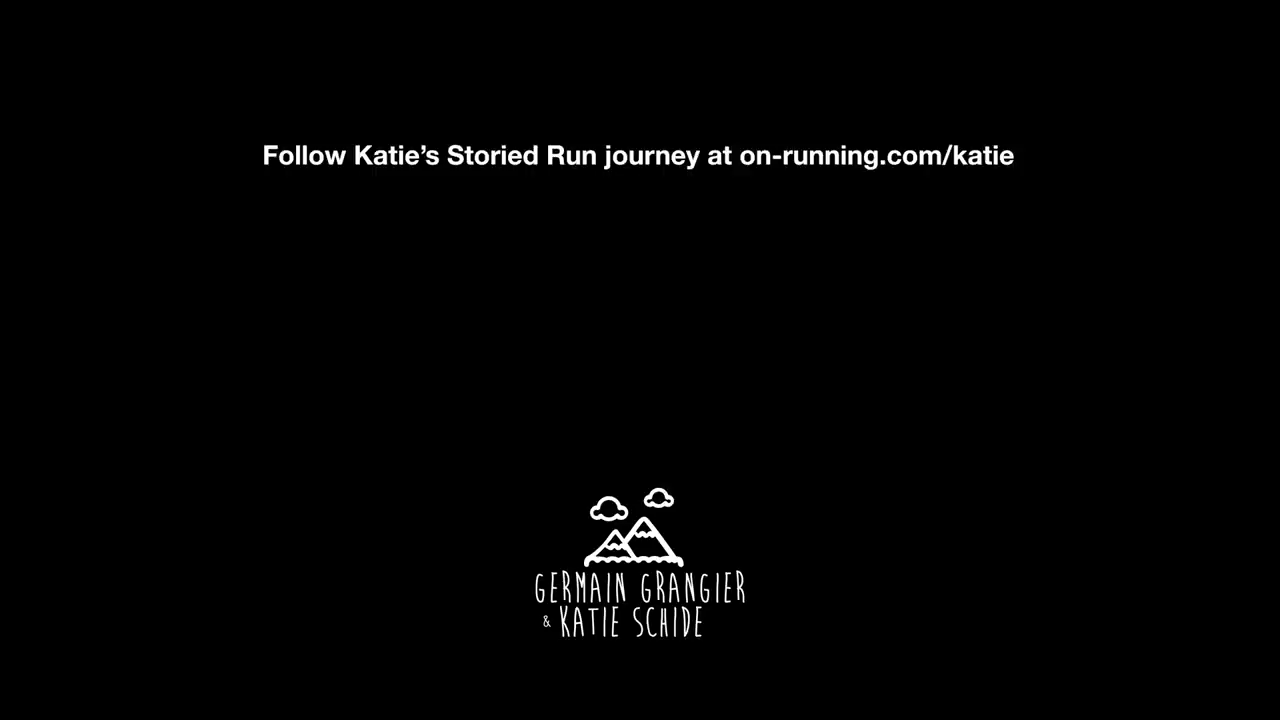 Follow Katie’s Storied Run journey at on-running.com/katie
GERMAIN GRANGIER
& KATIE SCHIDE